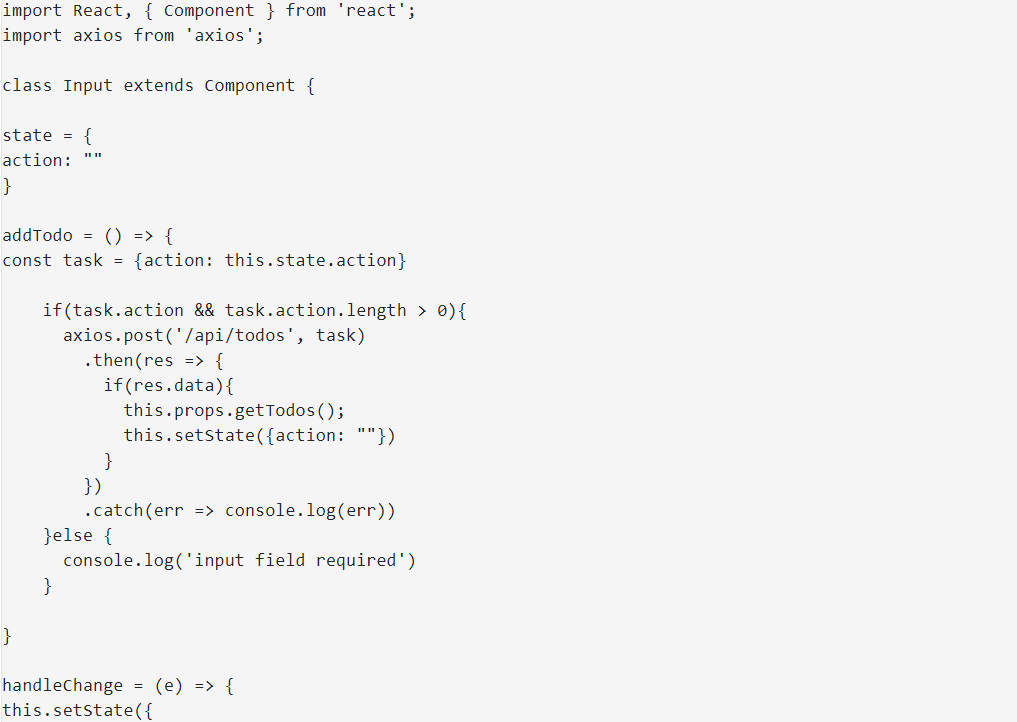 import React, { Component } from 'react';
import axios from 'axios';

class Input extends Component {

state = {
action: ""
}

addTodo = () => {
const task = {action: this.state.action}

    if(task.action && task.action.length > 0){
      axios.post('/api/todos', task)
        .then(res => {
          if(res.data){
            this.props.getTodos();
            this.setState({action: ""})
          }
        })
        .catch(err => console.log(err))
    }else {
      console.log('input field required')
    }

}

handleChange = (e) => {
this.setState({